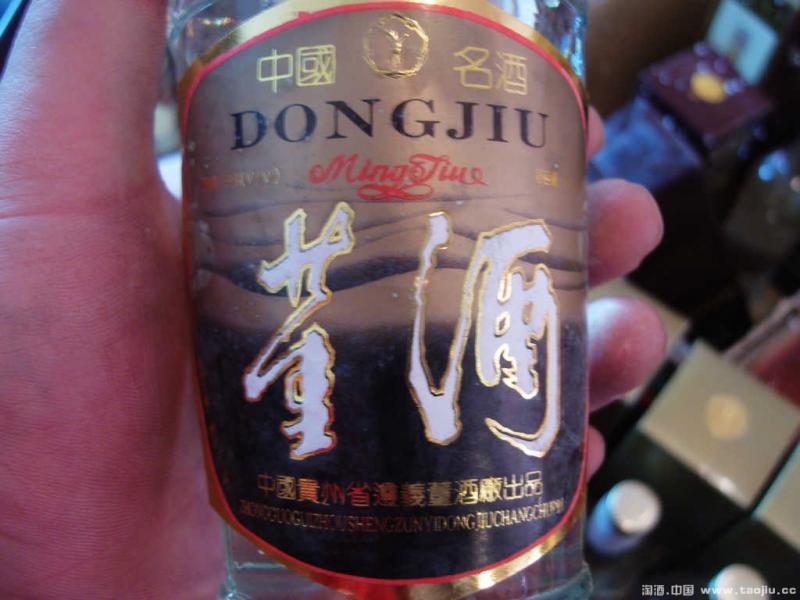 中國 名酒
DONGJIU
MingJiu
董酒
中國貴州省遵義董酒廠出品
ZHONGGUOGUIZHOUSHENGZUNYIDONGJIUCHANGCHUPIN
淘酒.中国 www.taojiu.cc